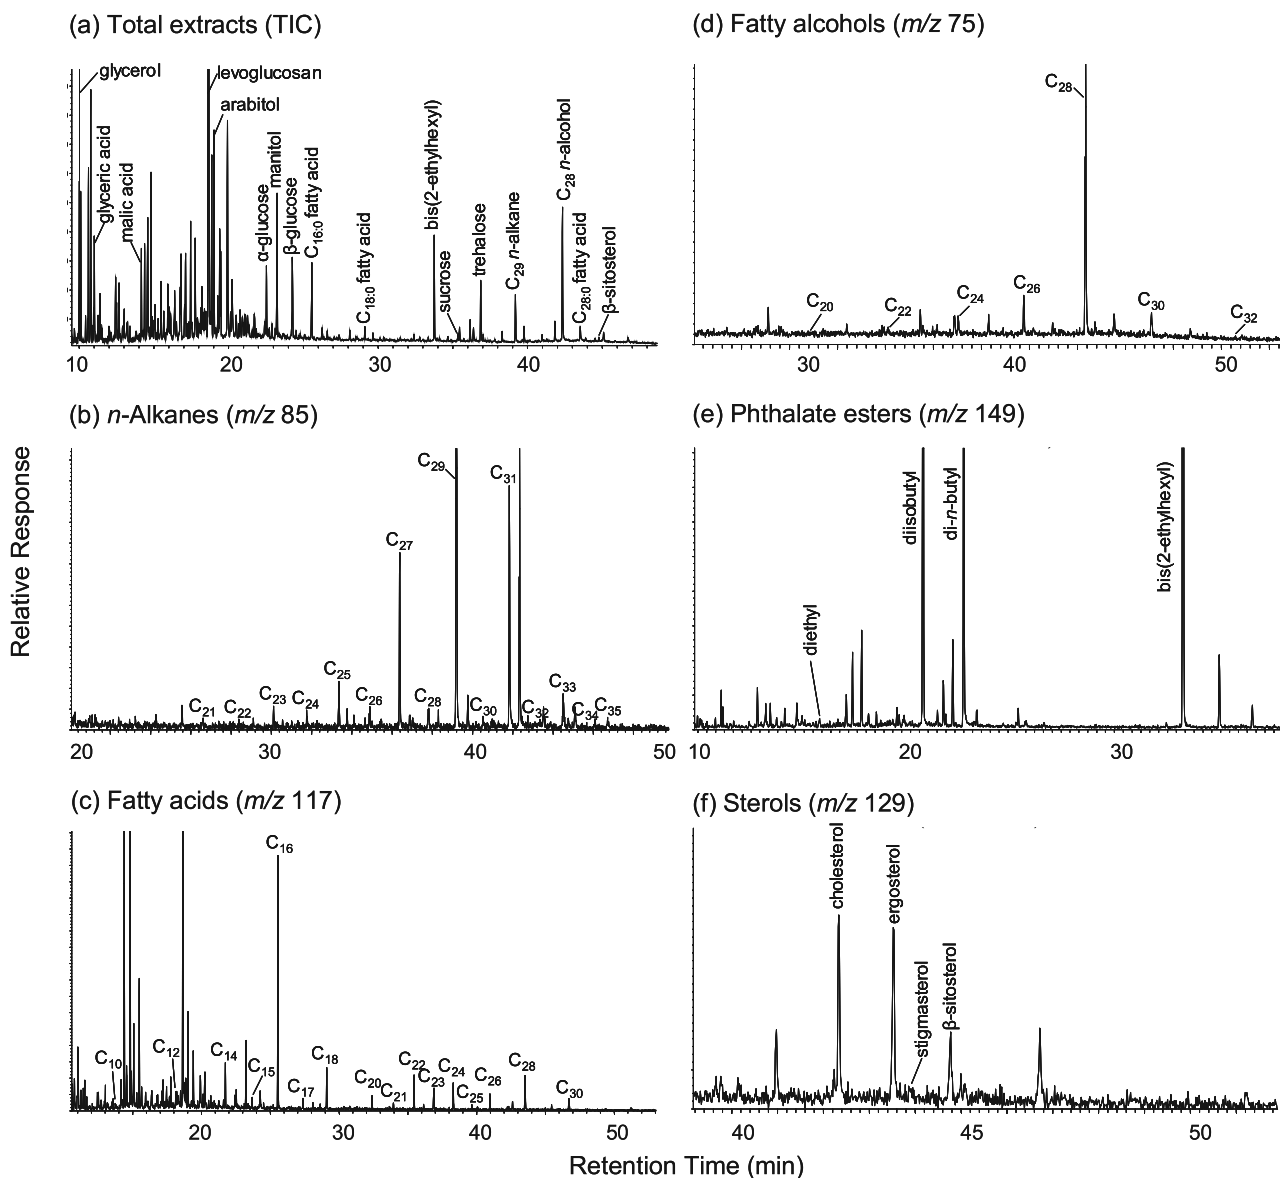 (a) Total extracts (TIC)
glycerol
glyceric acid
malic acid
levoglucosan
arabitol
α-glucose
manitol
β-glucose
C16:0 fatty acid
C18:0 fatty acid
bis(2-ethylhexyl)
sucrose
trehalose
C29 n-alkane
C28 n-alcohol
C28:0 fatty acid
β-sitosterol
10 20 30 40
(d) Fatty alcohols (m/z 75)
C20
C22
C24
C26
C28
C30
C32
30 40 50
(b) n-Alkanes (m/z 85)
C21
C22
C23
C24
C25
C26
C27
C28
C29
C30
C31
C32
C33
C34
C35
20 30 40 50
(e) Phthalate esters (m/z 149)
diethyl
diisobutyl
di-n-butyl
bis(2-ethylhexyl)
10 20 30
(c) Fatty acids (m/z 117)
C10
C12
C14
C15
C16
C17
C18
C20
C21
C22
C23
C24
C25
C26
C28
C30
20 30 40 50
(f) Sterols (m/z 129)
cholesterol
ergosterol
stigmasterol
β-sitosterol
40 45 50
Relative Response
Retention Time (min)